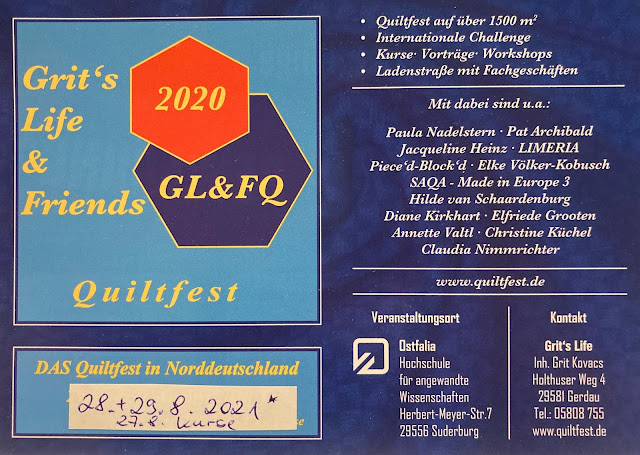 Grit's
Life
&
Friends
2020
GL&FQ
Quiltfest
DAS Quiltfest in Norddeutschland
28.+29.8. 2021*
27.8. Kurse
se
• Quiltfest auf über 1500 m²
• Internationale Challenge
• Kurse· Vorträge· Workshops
• Ladenstraße mit Fachgeschäften
Mit dabei sind u.a.:
Paula Nadelstern · Pat Archibald
Jacqueline Heinz · LIMERIA
Piece'd-Block'd · Elke Völker-Kobusch
SAQA - Made in Europe 3
Hilde van Schaardenburg
Diane Kirkhart · Elfriede Grooten
Annette Valtl · Christine Küchel
Claudia Nimmrichter
www.quiltfest.de
Veranstaltungsort
Ostfalia
Hochschule
für angewandte
Wissenschaften
Herbert-Meyer-Str.7
29556 Suderburg
Kontakt
Grit's Life
Inh. Grit Kovacs
Holthuser Weg 4
29581 Gerdau
Tel.: 05808 755
www.quiltfest.de